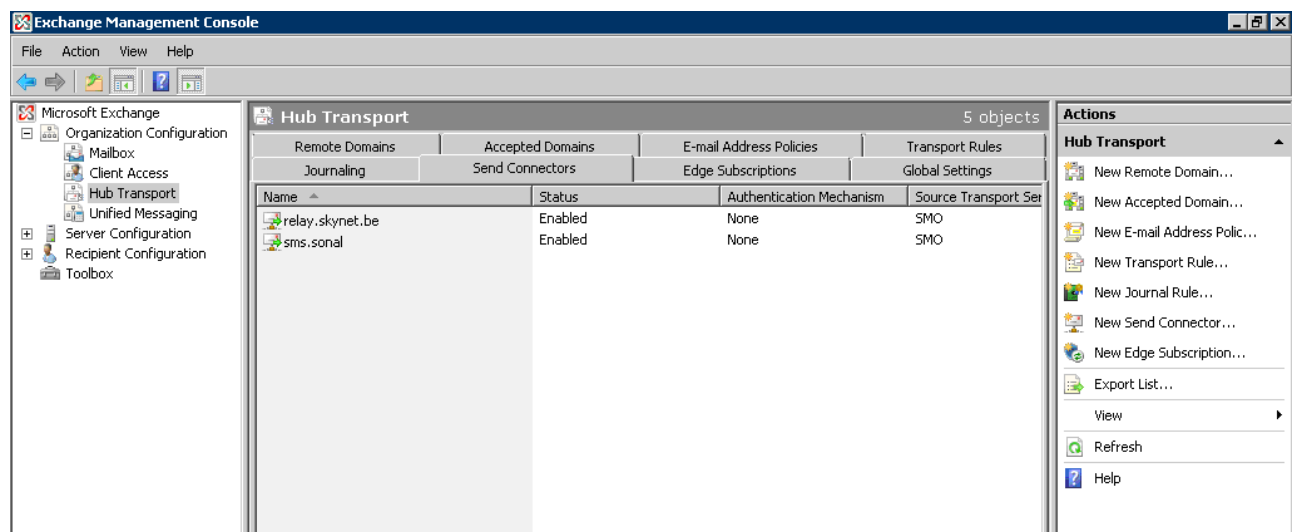 Exchange Management Console
File Action View Help
Microsoft Exchange
Organization Configuration
Mailbox
Client Access
Hub Transport
Unified Messaging
Server Configuration
Recipient Configuration
Toolbox
Hub Transport 5 objects
Remote Domains Accepted Domains E-mail Address Policies Transport Rules
Journaling Send Connectors Edge Subscriptions Global Settings
Name Status Authentication Mechanism Source Transport Ser
relay.skynet.be Enabled None SMO
sms.sonal Enabled None SMO
Actions
Hub Transport
New Remote Domain...
New Accepted Domain...
New E-mail Address Polic...
New Transport Rule...
New Journal Rule...
New Send Connector...
New Edge Subscription...
Export List...
View
Refresh
Help